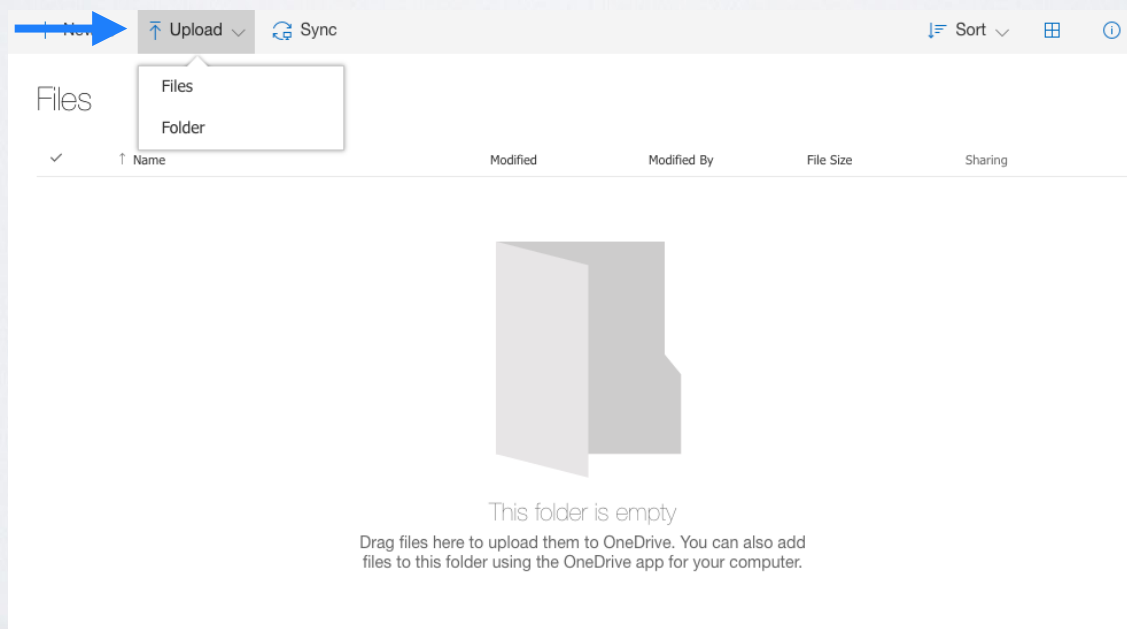 New
Upload
Sync
Sort
Files
Folder
Files
Name
Modified
Modified By
File Size
Sharing
This folder is empty
Drag files here to upload them to OneDrive. You can also add
files to this folder using the OneDrive app for your computer.